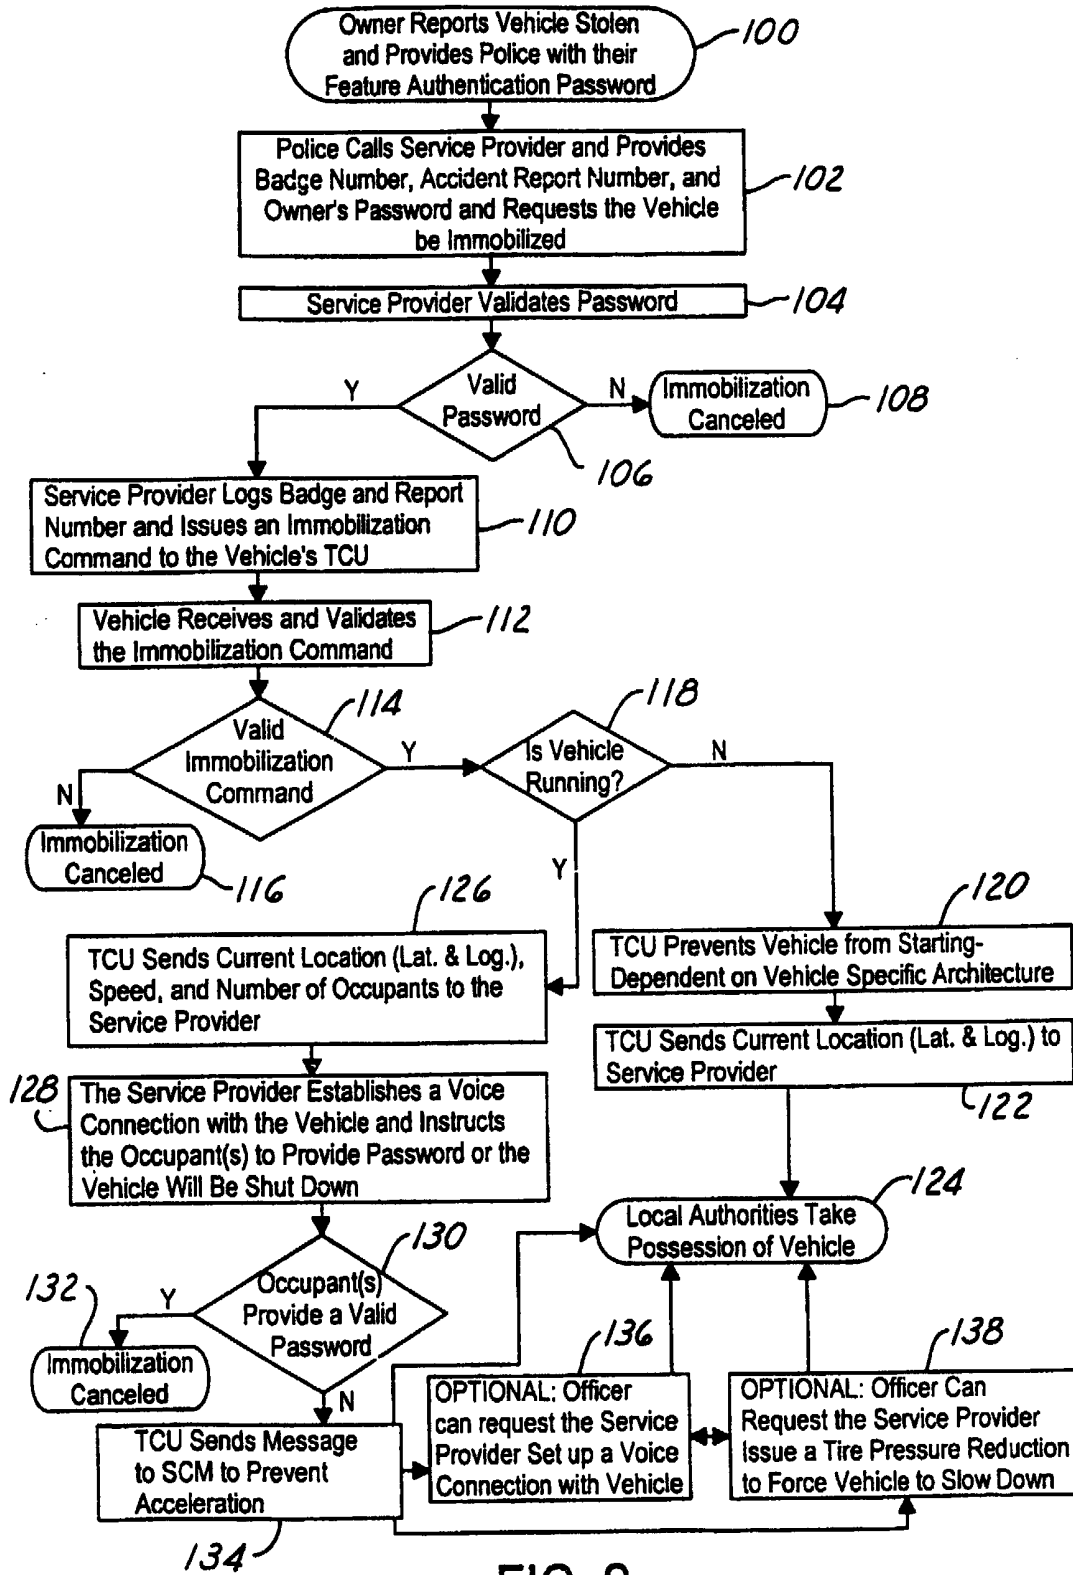 Owner Reports Vehicle Stolen
and Provides Police with their
Feature Authentication Password
100
Police Calls Service Provider and Provides
Badge Number, Accident Report Number, and
Owner's Password and Requests the Vehicle
be Immobilized
102
Service Provider Validates Password
104
Valid
Password
106
Y
N
Immobilization
Canceled
108
Service Provider Logs Badge and Report
Number and Issues an Immobilization
Command to the Vehicle's TCU
110
Vehicle Receives and Validates
the Immobilization Command
112
Valid
Immobilization
Command
114
N
Y
Immobilization
Canceled
116
Is Vehicle
Running?
118
N
Y
TCU Prevents Vehicle from Starting-
Dependent on Vehicle Specific Architecture
120
TCU Sends Current Location (Lat. & Log.) to
Service Provider
122
Local Authorities Take
Possession of Vehicle
124
TCU Sends Current Location (Lat. & Log.),
Speed, and Number of Occupants to the
Service Provider
126
The Service Provider Establishes a Voice
Connection with the Vehicle and Instructs
the Occupant(s) to Provide Password or the
Vehicle Will Be Shut Down
128
Occupant(s)
Provide a Valid
Password
130
Y
N
Immobilization
Canceled
132
TCU Sends Message
to SCM to Prevent
Acceleration
134
OPTIONAL: Officer
can request the Service
Provider Set up a Voice
Connection with Vehicle
136
OPTIONAL: Officer Can
Request the Service Provider
Issue a Tire Pressure Reduction
to Force Vehicle to Slow Down
138